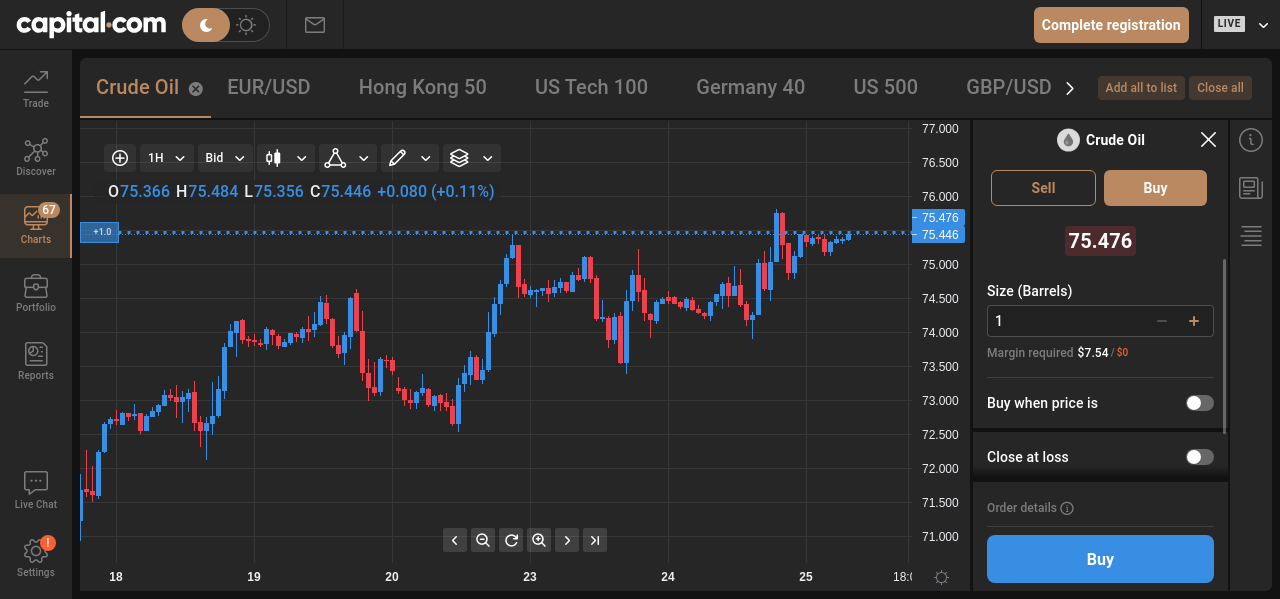 capital.com
Complete registration
LIVE
Trade
Discover
67
Charts
Portfolio
Reports
Live Chat
!
Settings
Crude Oil
EUR/USD
Hong Kong 50
US Tech 100
Germany 40
US 500
GBP/USD
Add all to list
Close all
1H
Bid
O75.366 H75.484 L75.356 C75.446 +0.080 (+0.11%)
+1.0
77.000
76.500
76.000
75.476
75.446
75.000
74.500
74.000
73.500
73.000
72.500
72.000
71.500
71.000
18
19
20
23
24
25
Crude Oil
Sell
Buy
75.476
Size (Barrels)
1
Margin required $7.54 / $0
Buy when price is
Close at loss
Order details
Buy